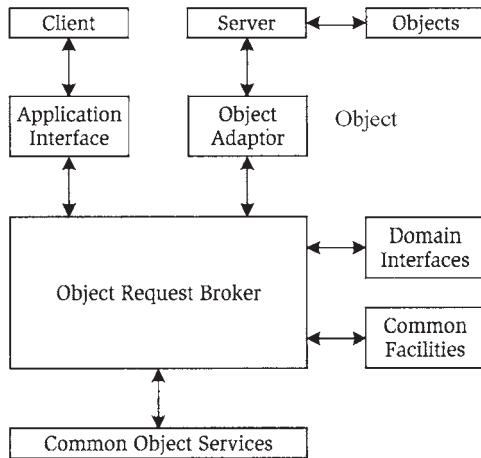 Client
Server
Objects
Application
Interface
Object
Adaptor
Object
Object Request Broker
Domain
Interfaces
Common
Facilities
Common Object Services